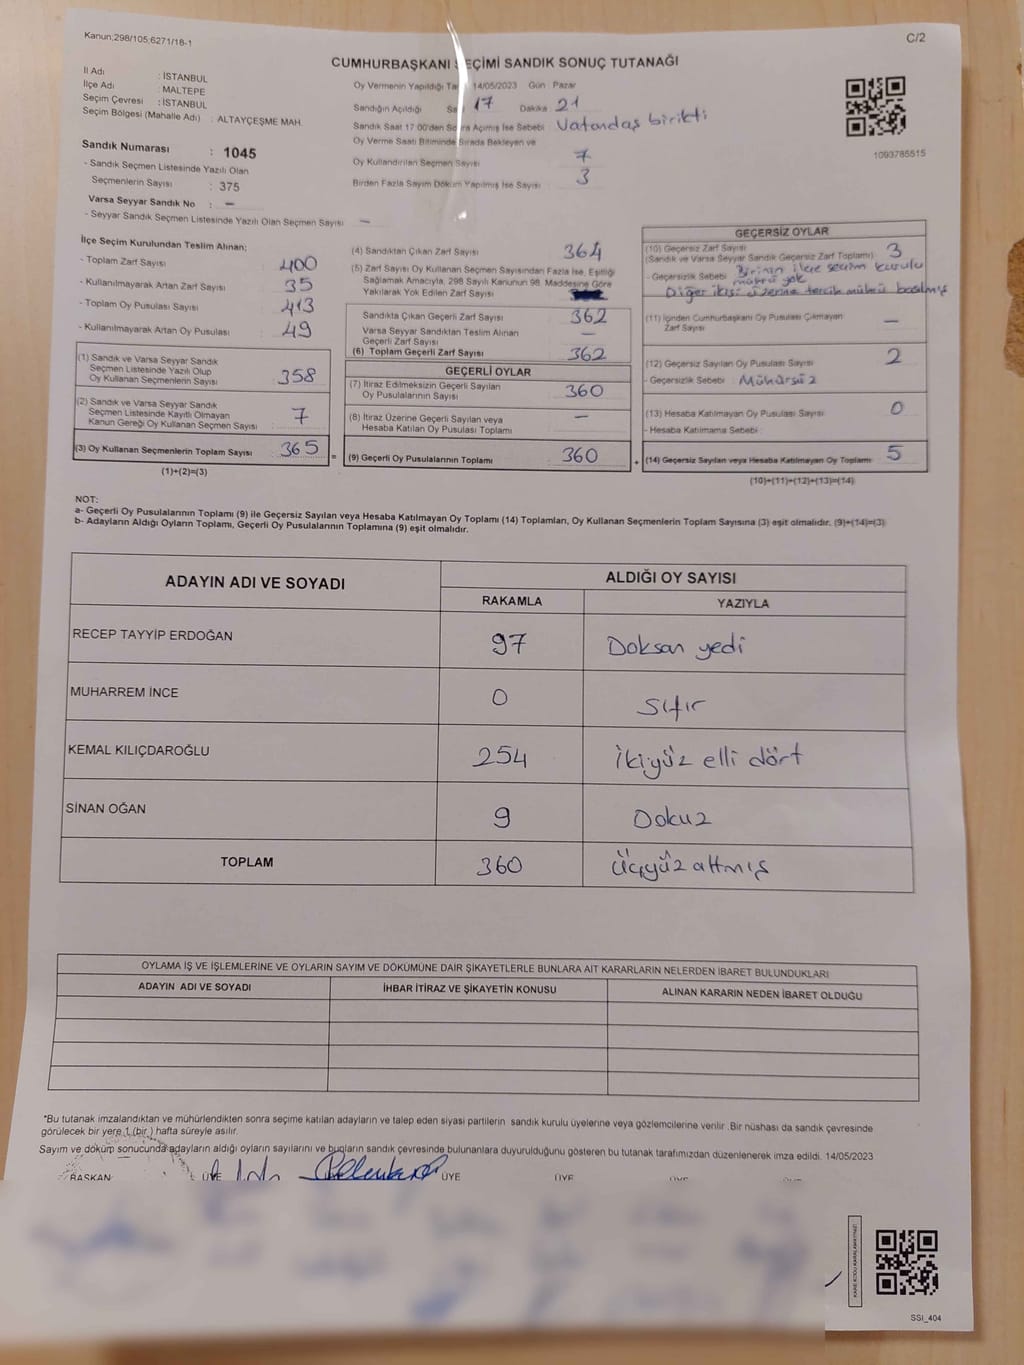 Kanun;298/105;6271/18-1
C/2
CUMHURBAŞKANI SEÇİMİ SANDIK SONUÇ TUTANAĞI
İl Adı : İSTANBUL
İlçe Adı : MALTEPE
Seçim Çevresi : İSTANBUL
Seçim Bölgesi (Mahalle Adı) : ALTAYÇEŞME MAH.
Sandık Numarası : 1045
- Sandık Seçmen Listesinde Yazılı Olan
Seçmenlerin Sayısı : 375
Varsa Seyyar Sandık No : -
- Seyyar Sandık Seçmen Listesinde Yazılı Olan Seçmen Sayısı -
Oy Vermenin Yapıldığı Ta 14/05/2023 Gün : Pazar
Sandığın Açıldığı Sa 17 Dakika 21
Sandık Saat 17:00'den Sonra Açımış İse Sebebi : Vatandaş birikti
Oy Verme Saati Bitiminde Sırada Bekleyen ve
Oy Kullandırılan Seçmen Sayısı 7
Birden Fazla Sayım Döküm Yapılmış İse Sayısı : 3
1093785515
İlçe Seçim Kurulundan Teslim Alınan;
- Toplam Zarf Sayısı : 400
- Kullanılmayarak Artan Zarf Sayısı : 35
- Toplam Oy Pusulası Sayısı : 413
- Kullanılmayarak Artan Oy Pusulası : 49
(1) Sandık ve Varsa Seyyar Sandık
Seçmen Listesinde Yazılı Olup
Oy Kullanan Seçmenlerin Sayısı : 358
(2) Sandık ve Varsa Seyyar Sandık
Seçmen Listesinde Kayıtlı Olmayan
Kanun Gereği Oy Kullanan Seçmen Sayısı : 7
(3) Oy Kullanan Seçmenlerin Toplam Sayısı : 365 =
(1)+(2)=(3)
(4) Sandıktan Çıkan Zarf Sayısı 364
(5) Zarf Sayısı Oy Kullanan Seçmen Sayısından Fazla İse, Eşitliği
Sağlamak Amacıyla, 298 Sayılı Kanunun 98. Maddesine Göre
Yakılarak Yok Edilen Zarf Sayısı
Sandıkta Çıkan Geçerli Zarf Sayısı 362
Varsa Seyyar Sandıktan Teslim Alınan
Geçerli Zarf Sayısı -
(6) Toplam Geçerli Zarf Sayısı 362
GEÇERLİ OYLAR
(7) İtiraz Edilmeksizin Geçerli Sayılan
Oy Pusulalarının Sayısı : 360
(8) İtiraz Üzerine Geçerli Sayılan veya
Hesaba Katılan Oy Pusulası Toplamı : -
(9) Geçerli Oy Pusulalarının Toplamı 360 +
GEÇERSİZ OYLAR
(10) Geçersiz Zarf Sayısı 3
(Sandık ve Varsa Seyyar Sandık Geçersiz Zarf Toplamı)
- Geçersizlik Sebebi : Birinin ilçe seçim kurulu
mührü yok
Diğer ikisi üzerine tercih mührü basılmış
(11) İçinden Cumhurbaşkanı Oy Pusulası Çıkmayan
Zarf Sayısı -
(12) Geçersiz Sayılan Oy Pusulası Sayısı 2
- Geçersizlik Sebebi : Mühürsüz
(13) Hesaba Katılmayan Oy Pusulası Sayısı 0
- Hesaba Katılmama Sebebi :
(14) Geçersiz Sayılan veya Hesaba Katılmayan Oy Toplamı 5
(10)+(11)+(12)+(13)=(14)
NOT:
a- Geçerli Oy Pusulalarının Toplamı (9) ile Geçersiz Sayılan veya Hesaba Katılmayan Oy Toplamı (14) Toplamları, Oy Kullanan Seçmenlerin Toplam Sayısına (3) eşit olmalıdır. (9)+(14)=(3)
b- Adayların Aldığı Oyların Toplamı, Geçerli Oy Pusulalarının Toplamına (9) eşit olmalıdır.
ADAYIN ADI VE SOYADI ALDIĞI OY SAYISI
RAKAMLA YAZIYLA
RECEP TAYYİP ERDOĞAN 97 Doksan yedi
MUHARREM İNCE 0 sıfır
KEMAL KILIÇDAROĞLU 254 İkiyüz elli dört
SİNAN OĞAN 9 Dokuz
TOPLAM 360 Üçyüz altmış
OYLAMA İŞ VE İŞLEMLERİNE VE OYLARIN SAYIM VE DÖKÜMÜNE DAİR ŞİKAYETLERLE BUNLARA AİT KARARLARIN NELERDEN İBARET BULUNDUKLARI
ADAYIN ADI VE SOYADI İHBAR İTİRAZ VE ŞİKAYETİN KONUSU ALINAN KARARIN NEDEN İBARET OLDUĞU
*Bu tutanak imzalandıktan ve mühürlendikten sonra seçime katılan adayların ve talep eden siyasi partilerin sandık kurulu üyelerine veya gözlemcilerine verilir .Bir nüshası da sandık çevresinde
görülecek bir yere 1 (bir ) hafta süreyle asılır.
Sayım ve döküm sonucunda adayların aldığı oyların sayılarını ve bunların sandık çevresinde bulunanlara duyurulduğunu gösteren bu tutanak tarafımızdan düzenlenerek imza edildi. 14/05/2023
BAŞKAN ÜYE ÜYE ÜYE
SSI_404